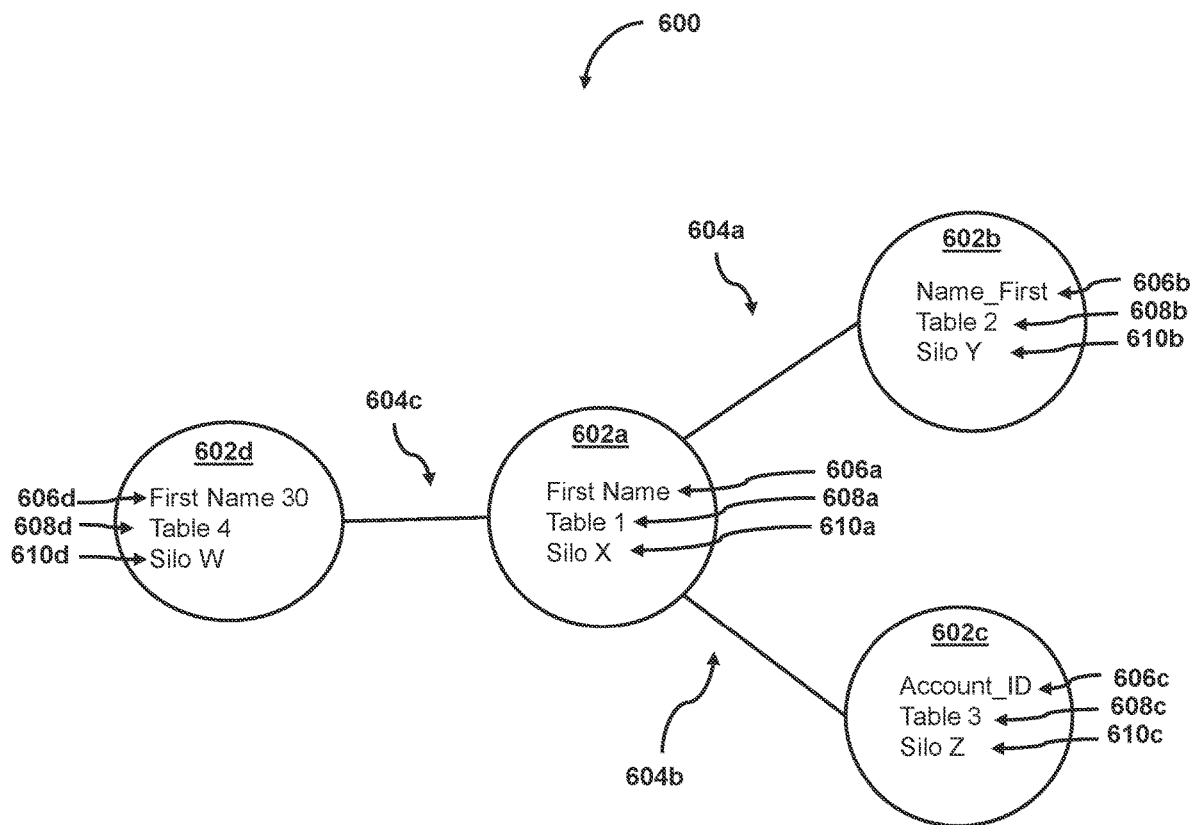 600
604a
602b
Name_First
Table 2
Silo Y
606b
608b
610b
604c
602d
First Name 30
Table 4
Silo W
606d
608d
610d
602a
First Name
Table 1
Silo X
606a
608a
610a
604b
602c
Account_ID
Table 3
Silo Z
606c
608c
610c